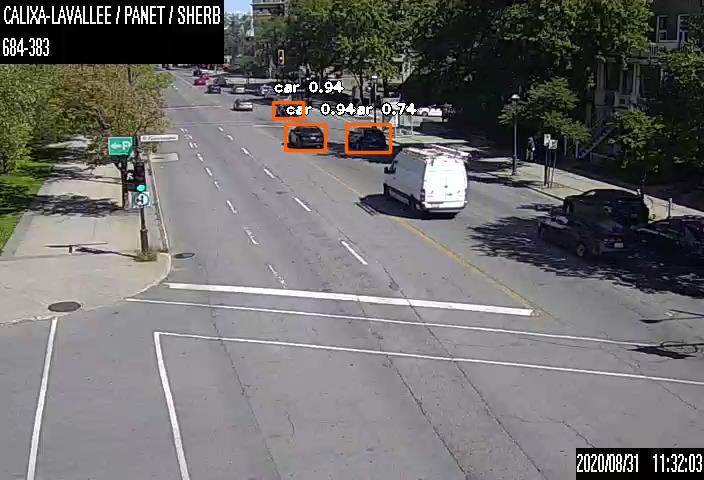 CALIXA-LAVALLEE / PANET / SHERB
684-383
car 0.94
car 0.94
ar 0.74
P
2020/08/31 11:32:03